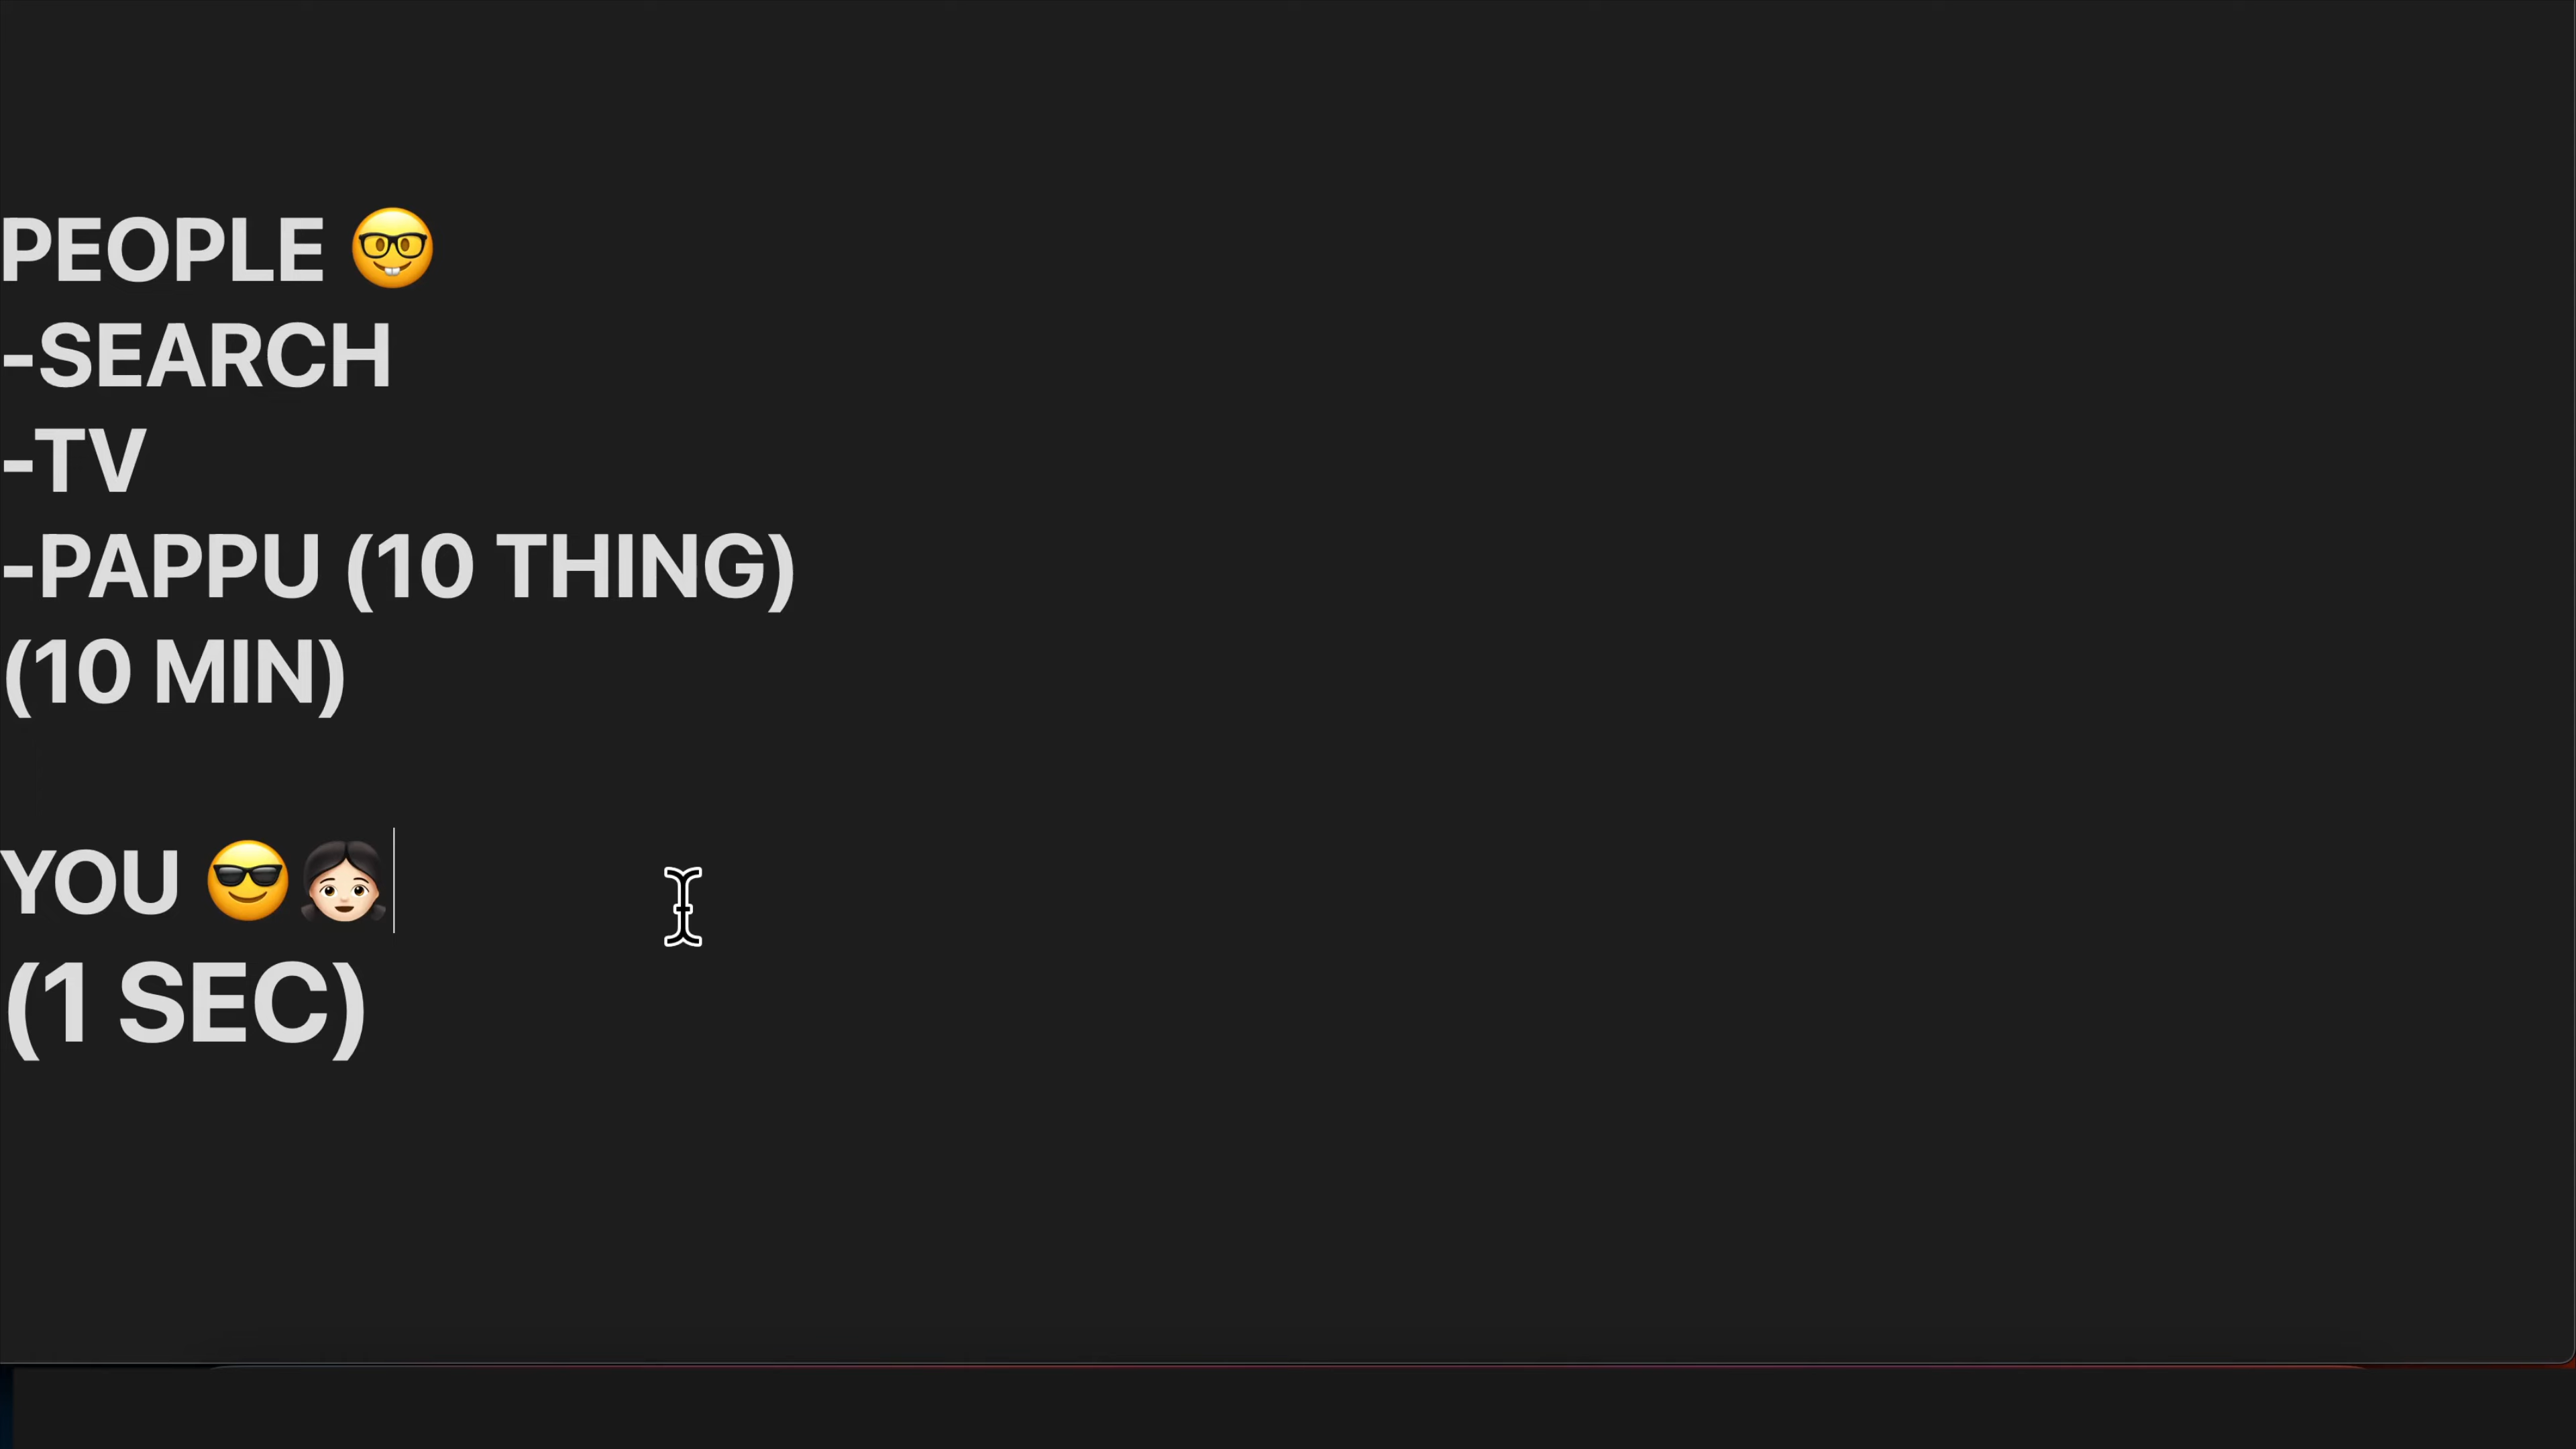 PEOPLE 🤓
-SEARCH
-TV
-PAPPU (10 THING)
(10 MIN)
YOU 😎👧🏻
(1 SEC)